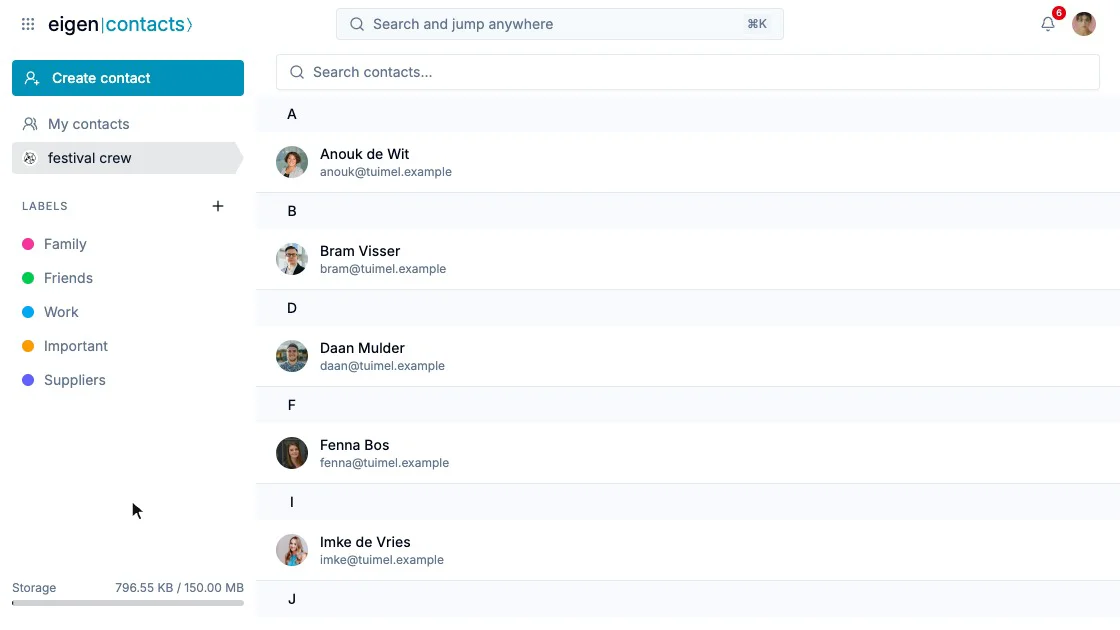 eigen|contacts⟩
Search and jump anywhere ⌘K
6
Create contact
Search contacts...
My contacts
festival crew
LABELS +
Family
Friends
Work
Important
Suppliers
Storage 796.55 KB / 150.00 MB
A
Anouk de Wit
anouk@tuimel.example
B
Bram Visser
bram@tuimel.example
D
Daan Mulder
daan@tuimel.example
F
Fenna Bos
fenna@tuimel.example
I
Imke de Vries
imke@tuimel.example
J